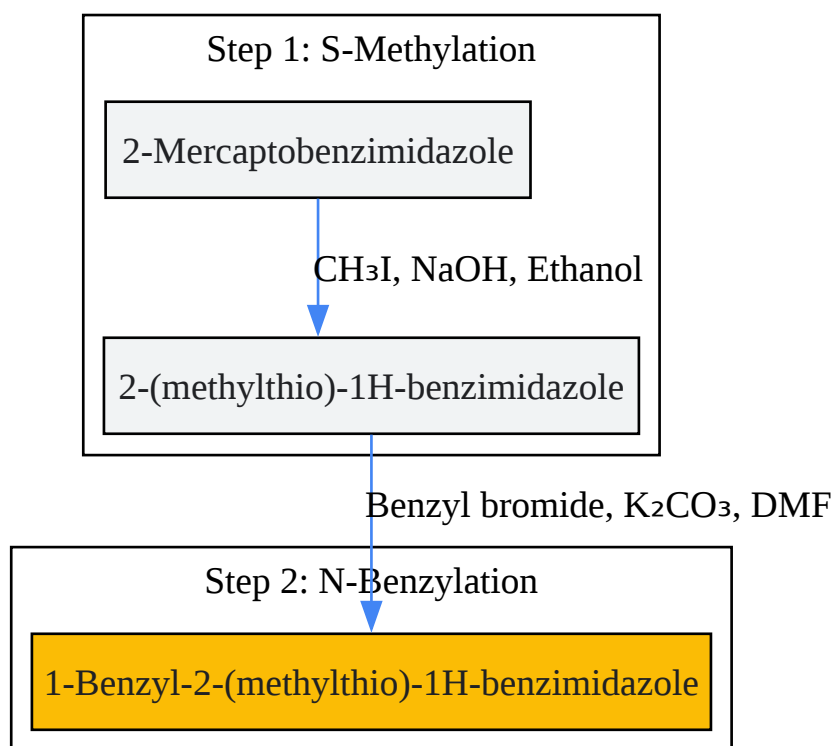 Step 1: S-Methylation
2-Mercaptobenzimidazole
CH₃I, NaOH, Ethanol
2-(methylthio)-1H-benzimidazole
Benzyl bromide, K₂CO₃, DMF
Step 2: N-Benzylation
1-Benzyl-2-(methylthio)-1H-benzimidazole